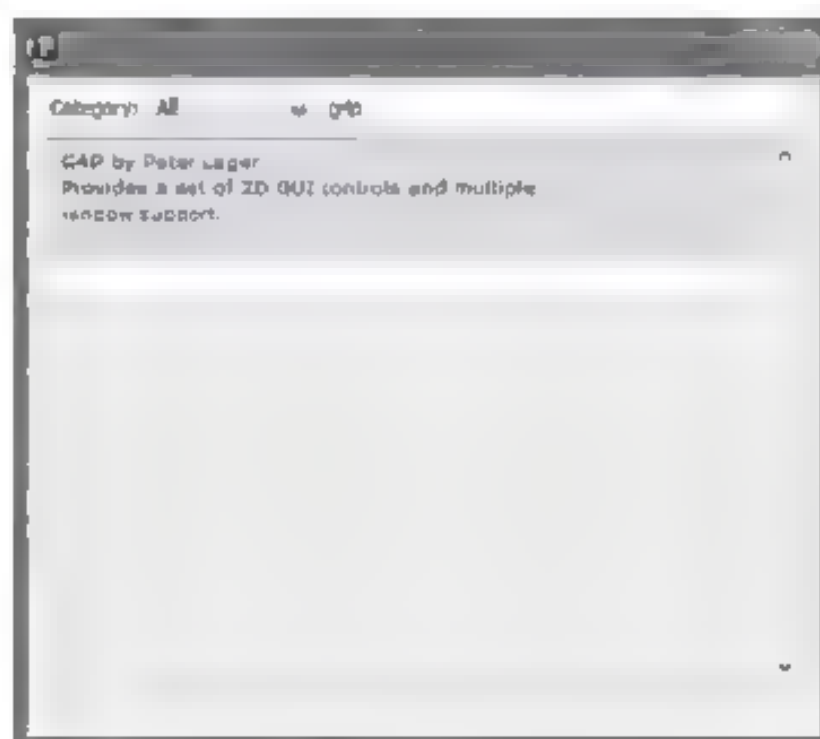 Category: All
G4P by Peter Lager
Provides a set of 2D GUI controls and multiple
window support.